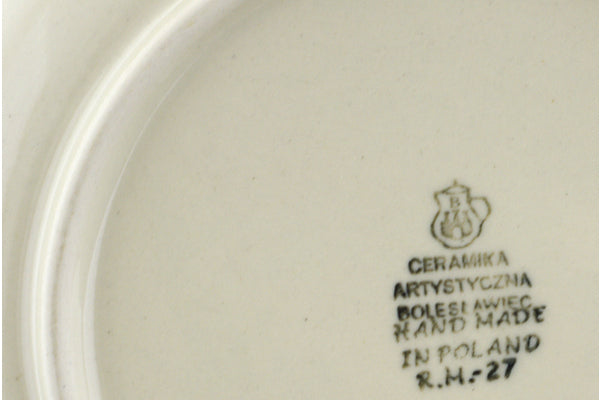 B
CERAMIKA
ARTYSTYCZNA
BOLESŁAWIEC
HAND MADE
IN POLAND
R.M.-27